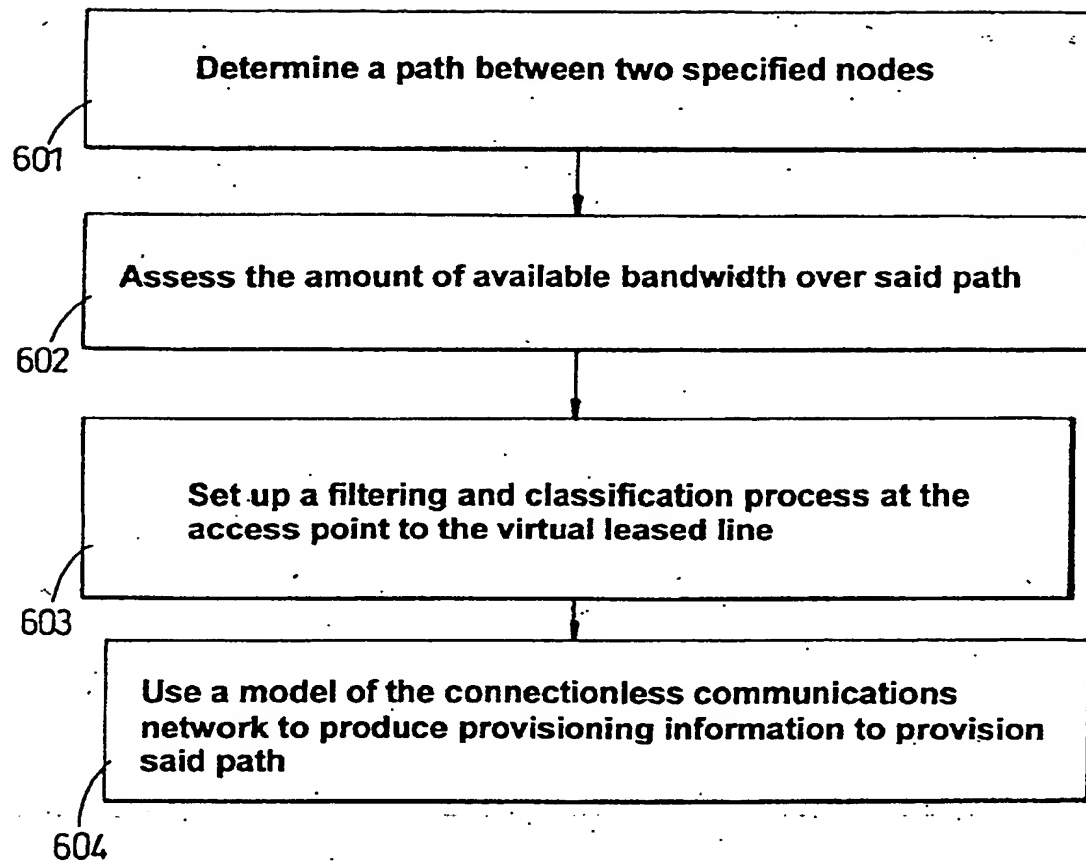 Determine a path between two specified nodes
601
Assess the amount of available bandwidth over said path
602
Set up a filtering and classification process at the
access point to the virtual leased line
603
Use a model of the connectionless communications
network to produce provisioning information to provision
said path
604